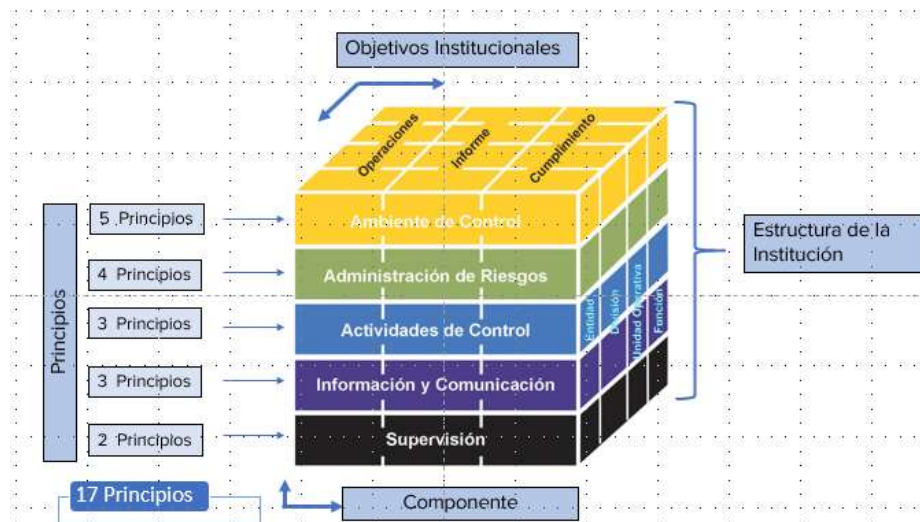 Objetivos Institucionales
Operaciones
Informe
Cumplimiento
Principios
5 Principios
Ambiente de Control
4 Principios
Administración de Riesgos
3 Principios
Actividades de Control
3 Principios
Información y Comunicación
2 Principios
Supervisión
Entidad
División
Unidad Operativa
Función
Estructura de la
Institución
17 Principios
Componente